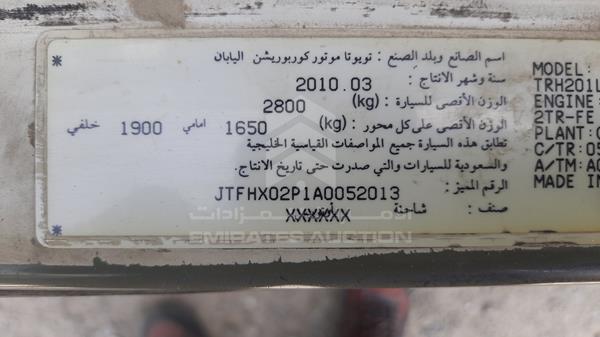 اسم الصانع وبلد الصنع : تويوتا موتور كوربوريشن اليابان
سنة وشهر الانتاج : 2010.03
الوزن الأقصى للسيارة : (kg) 2800
الوزن الأقصى على كل محور : (kg) 1650 امامي 1900 خلفي
تطابق هذه السيارة جميع المواصفات القياسية الخليجية
والسعودية للسيارات والتي صدرت حتى تاريخ الانتاج.
الرقم المميز : JTFHX02P1A0052013
صنف : شاحنة
MODEL:
TRH201L
ENGINE:
2TR-FE
PLANT:
C/TR:
A/TM:
MADE IN
الإمارات للمزادات
EMIRATES AUCTION